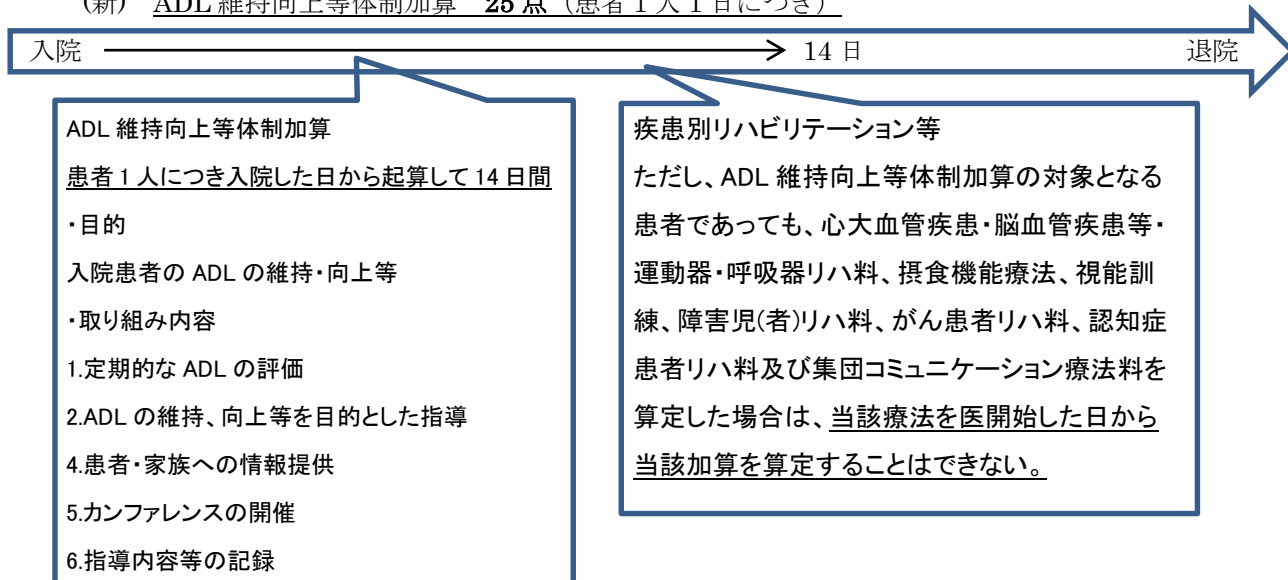 (新) ADL 維持向上等体制加算 25 点（患者１人１日につき）
入院 14 日 退院
ADL 維持向上等体制加算
患者 1 人につき入院した日から起算して 14 日間
・目的
入院患者の ADL の維持・向上等
・取り組み内容
1.定期的な ADL の評価
2.ADL の維持、向上等を目的とした指導
4.患者・家族への情報提供
5.カンファレンスの開催
6.指導内容等の記録
疾患別リハビリテーション等
ただし、ADL 維持向上等体制加算の対象となる
患者であっても、心大血管疾患・脳血管疾患等・
運動器・呼吸器リハ料、摂食機能療法、視能訓
練、障害児(者)リハ料、がん患者リハ料、認知症
患者リハ料及び集団コミュニケーション療法料を
算定した場合は、当該療法を医開始した日から
当該加算を算定することはできない。